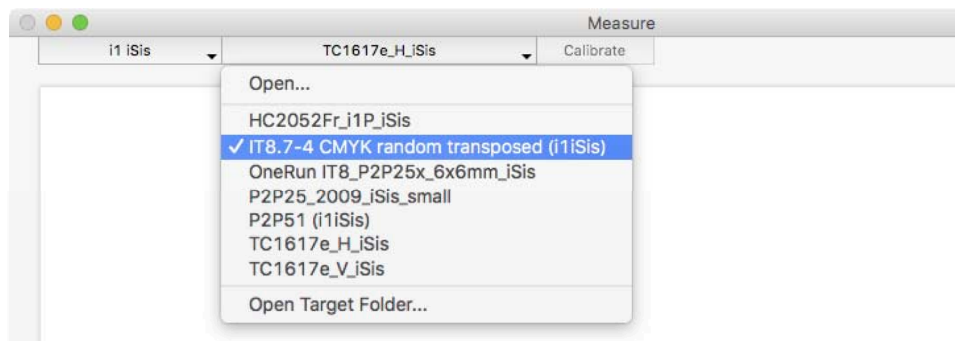 Measure
i1 iSis TC1617e_H_iSis Calibrate
Open...
HC2052Fr_i1P_iSis
✓ IT8.7-4 CMYK random transposed (i1iSis)
OneRun IT8_P2P25x_6x6mm_iSis
P2P25_2009_iSis_small
P2P51 (i1iSis)
TC1617e_H_iSis
TC1617e_V_iSis
Open Target Folder...